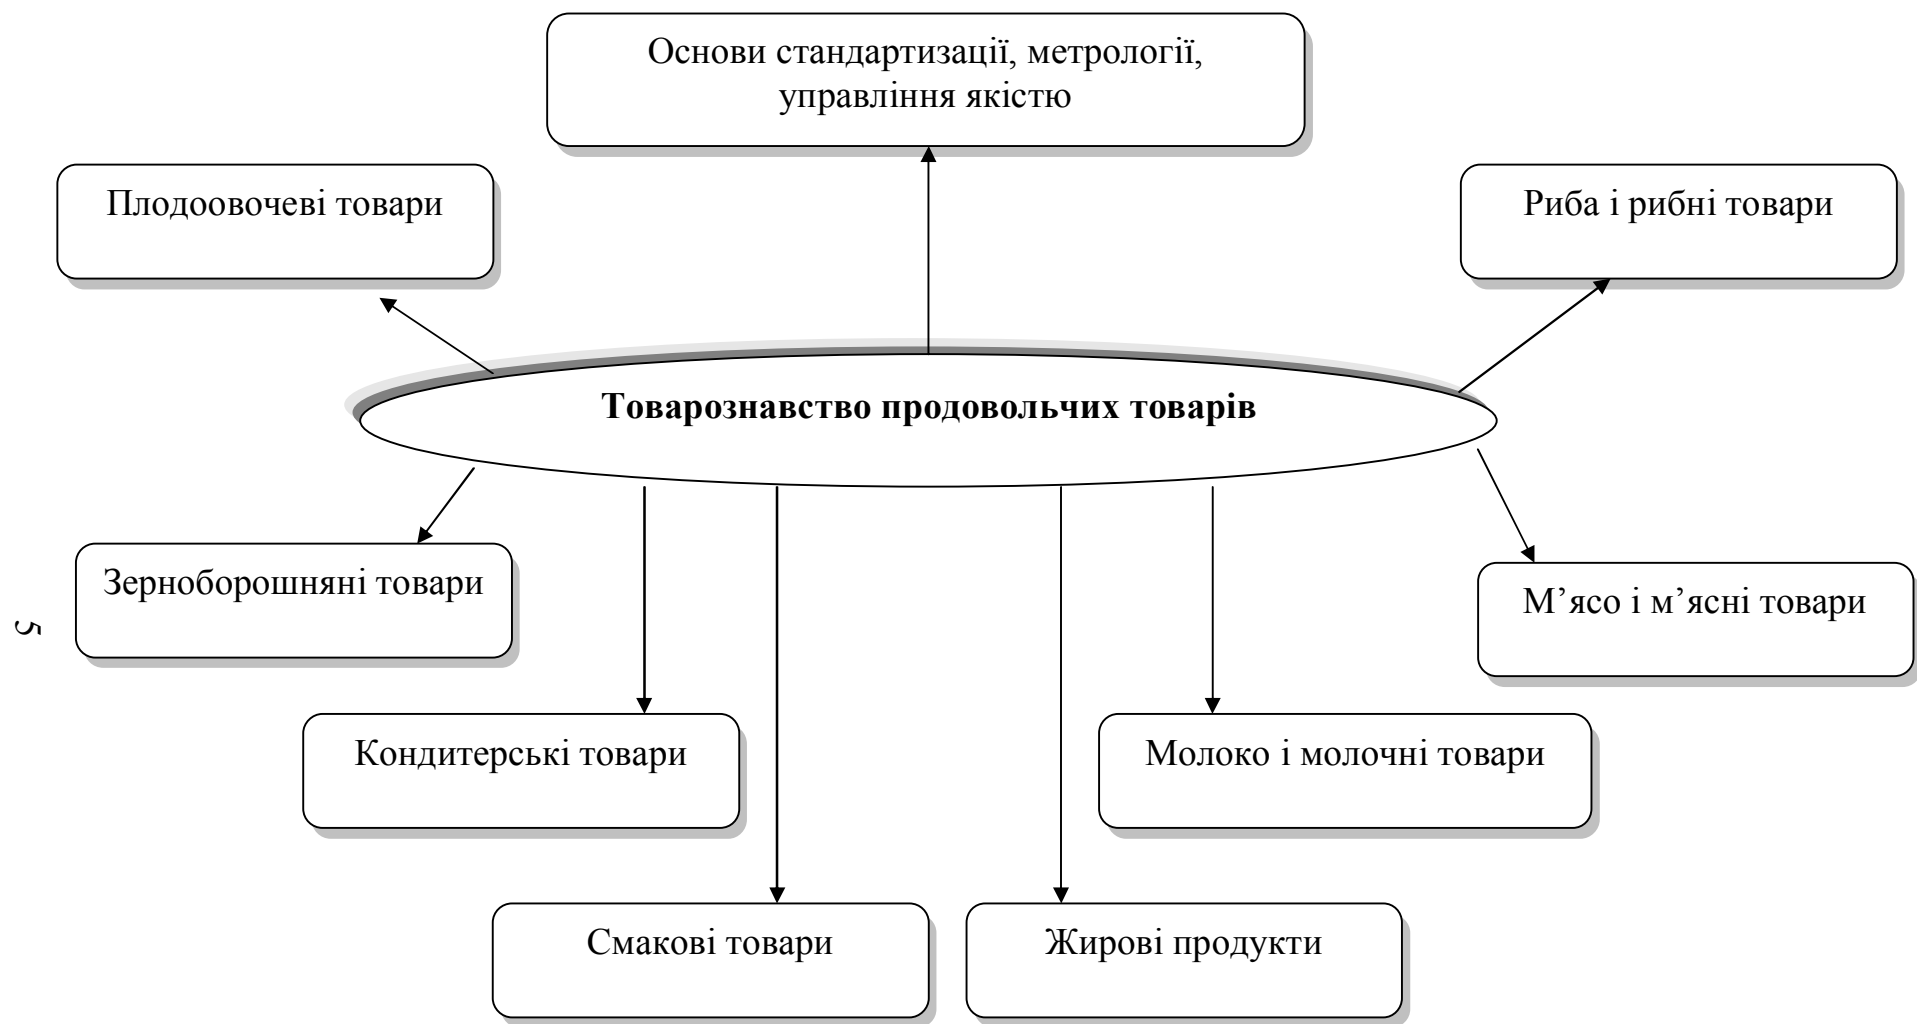 Основи стандартизації, метрології,
управління якістю
Плодоовочеві товари
Риба і рибні товари
Товарознавство продовольчих товарів
Зерноборошняні товари
М’ясо і м’ясні товари
5
Кондитерські товари
Молоко і молочні товари
Смакові товари
Жирові продукти